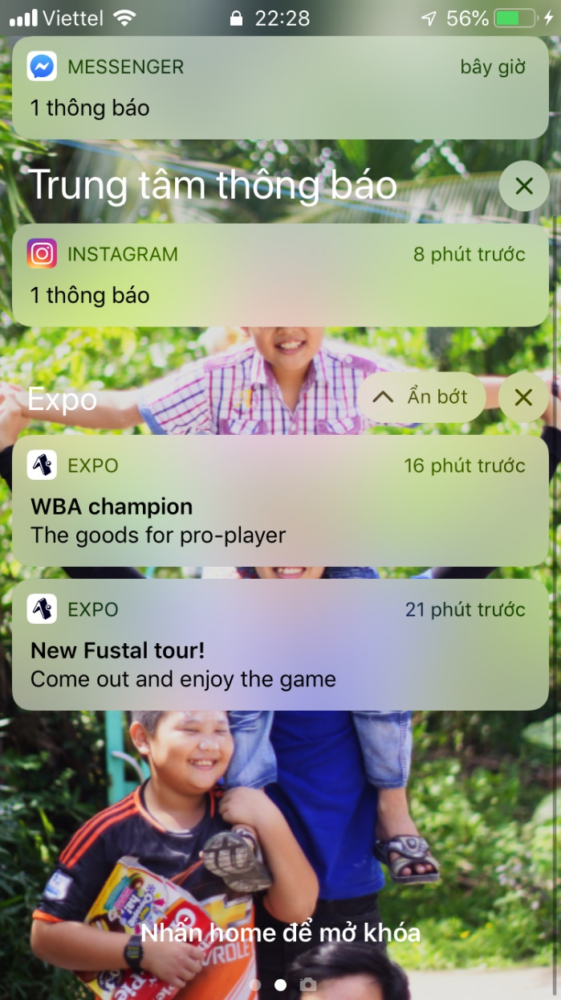 Viettel 22:28 56%
MESSENGER bây giờ
1 thông báo
Trung tâm thông báo
INSTAGRAM 8 phút trước
1 thông báo
Expo Ẩn bớt
EXPO 16 phút trước
WBA champion
The goods for pro-player
EXPO 21 phút trước
New Fustal tour!
Come out and enjoy the game
Nhấn home để mở khóa